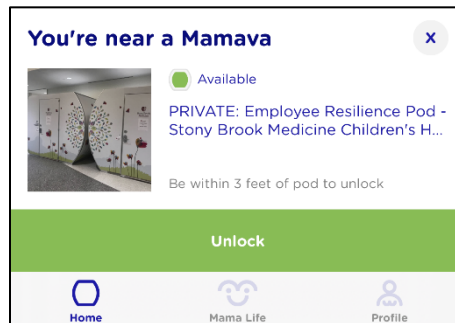 You're near a Mamava
x
Available
PRIVATE: Employee Resilience Pod -
Stony Brook Medicine Children's H...
Be within 3 feet of pod to unlock
Unlock
Home
Mama Life
Profile